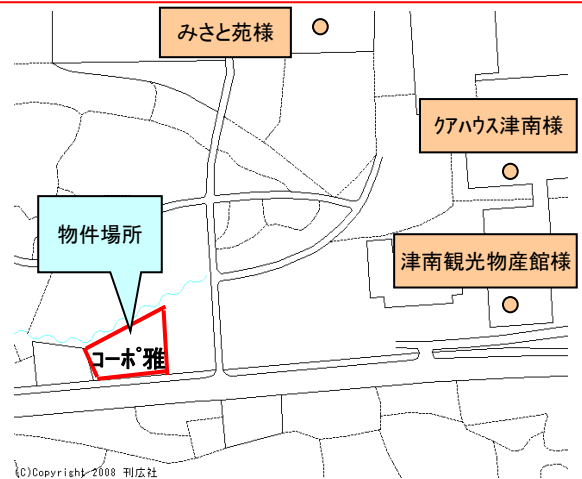 みさと苑様
クアハウス津南様
物件場所
津南観光物産館様
コーポ雅
(C)Copyright 2008 刊広社